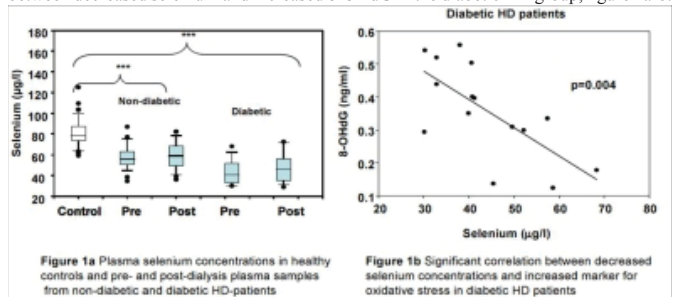 Diabetic HD patients
180
160
140
120
100
80
60
40
20
Selenium (µg/l)
***
***
Non-diabetic
Diabetic
Control Pre Post Pre Post
0.6
0.5
0.4
0.3
0.2
0.1
8-OHdG (ng/ml)
p=0.004
20 30 40 50 60 70 80
Selenium (µg/l)
Figure 1a Plasma selenium concentrations in healthy
controls and pre- and post-dialysis plasma samples
from non-diabetic and diabetic HD-patients
Figure 1b Significant correlation between decreased
selenium concentrations and increased marker for
oxidative stress in diabetic HD patients